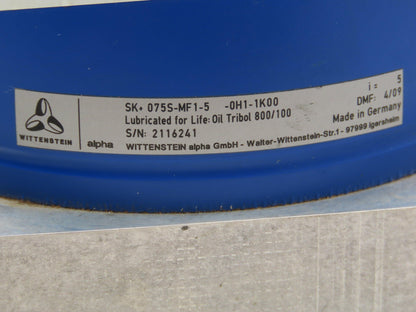 SK+ 075S-MF1-5 -0H1-1K00 i = 5
Lubricated for Life: Oil Tribol 800/100 DMF: 4/09
S/N: 2116241 Made in Germany
WITTENSTEIN alpha WITTENSTEIN alpha GmbH - Walter-Wittenstein-Str.1 - 97999 Igersheim